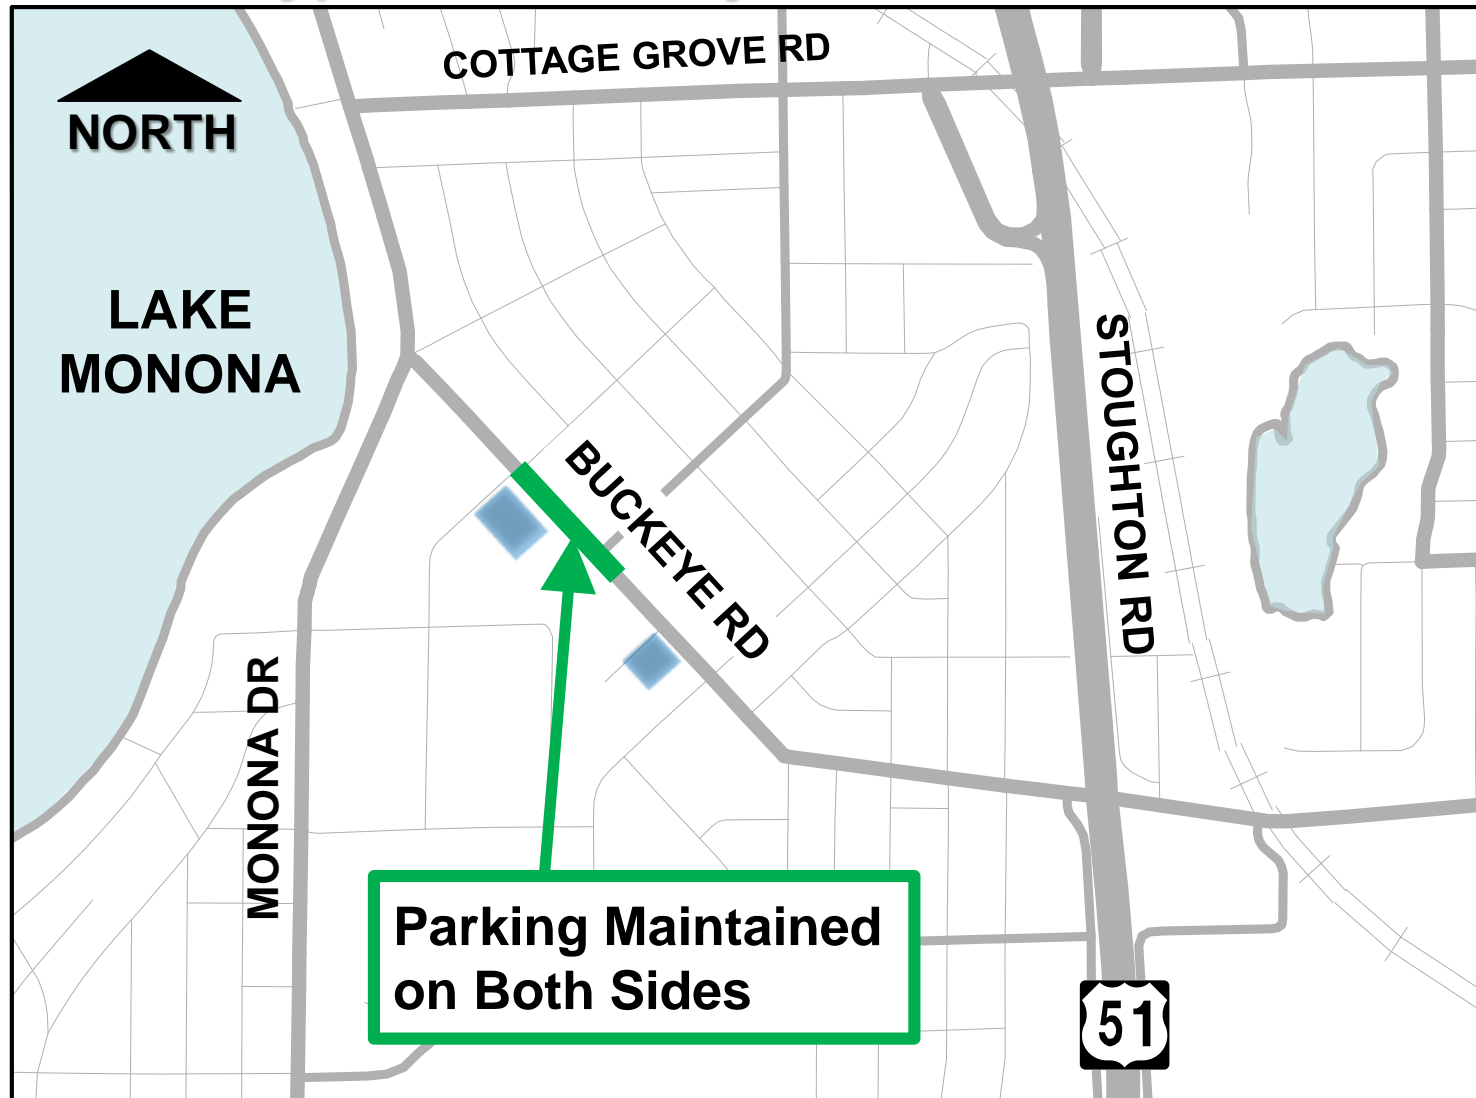 COTTAGE GROVE RD
NORTH
LAKE
MONONA
STOUGHTON RD
BUCKEYE RD
MONONA DR
Parking Maintained
on Both Sides
51